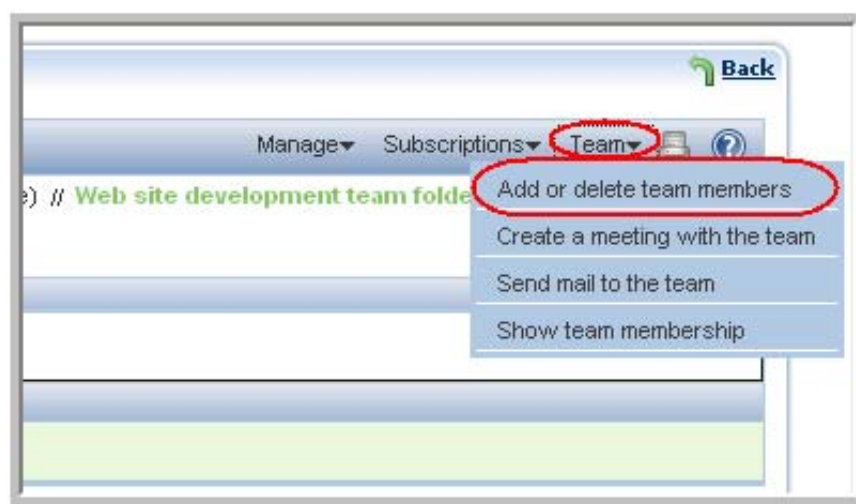 Back
Manage Subscriptions Team
e) // Web site development team folde
Add or delete team members
Create a meeting with the team
Send mail to the team
Show team membership